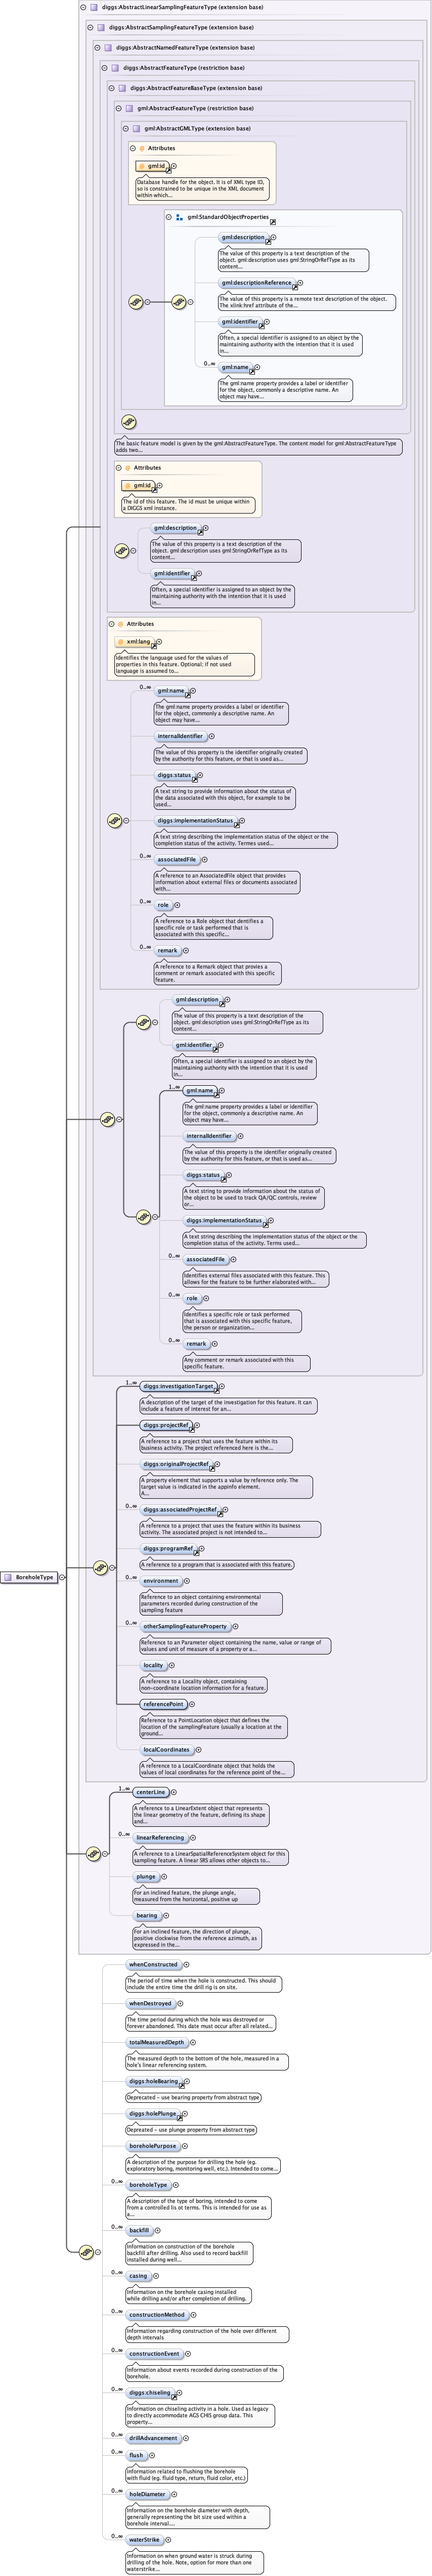 diggs:AbstractLinearSamplingFeatureType (extension base)
diggs:AbstractSamplingFeatureType (extension base)
diggs:AbstractNamedFeatureType (extension base)
diggs:AbstractFeatureType (restriction base)
diggs:AbstractFeatureBaseType (extension base)
gml:AbstractFeatureType (restriction base)
gml:AbstractGMLType (extension base)
@ Attributes
@ gml:id
Database handle for the object. It is of XML type ID,
so is constrained to be unique in the XML document
within which...
gml:StandardObjectProperties
gml:description
The value of this property is a text description of the
object. gml:description uses gml:StringOrRefType as its
content...
gml:descriptionReference
The value of this property is a remote text description of the object.
The xlink:href attribute of the...
gml:identifier
Often, a special identifier is assigned to an object by the
maintaining authority with the intention that it is used
in...
0..∞
gml:name
The gml:name property provides a label or identifier
for the object, commonly a descriptive name. An
object may have...
The basic feature model is given by the gml:AbstractFeatureType. The content model for gml:AbstractFeatureType
adds two...
@ Attributes
@ gml:id
The id of this feature. The id must be unique within
a DIGGS xml instance.
gml:description
The value of this property is a text description of the
object. gml:description uses gml:StringOrRefType as its
content...
gml:identifier
Often, a special identifier is assigned to an object by the
maintaining authority with the intention that it is used
in...
@ Attributes
@ xml:lang
Identifies the language used for the values of
properties in this feature. Optional; if not used
language is assumed to...
0..∞
gml:name
The gml:name property provides a label or identifier
for the object, commonly a descriptive name. An
object may have...
internalIdentifier
The value of this property is the identifier originally created
by the authority for this feature, or that is used as...
diggs:status
A text string to provide information about the status of
the data associated with this object, for example to be
used...
diggs:implementationStatus
A text string describing the implementation status of the object or the
completion status of the activity. Termes used...
0..∞
associatedFile
A reference to an AssociatedFile object that provides
information about external files or documents associated
with...
0..∞
role
A reference to a Role object that dentifies a
specific role or task performed that is
associated with this specific...
0..∞
remark
A reference to a Remark object that provies a
comment or remark associated with this specific
feature.
gml:description
The value of this property is a text description of the
object. gml:description uses gml:StringOrRefType as its
content...
gml:identifier
Often, a special identifier is assigned to an object by the
maintaining authority with the intention that it is used
in...
1..∞
gml:name
The gml:name property provides a label or identifier
for the object, commonly a descriptive name. An
object may have...
internalIdentifier
The value of this property is the identifier originally created
by the authority for this feature, or that is used as...
diggs:status
A text string to provide information about the status of
the object to be used to track QA/QC controls, review
or...
diggs:implementationStatus
A text string describing the implementation status of the object or the
completion status of the activity. Terms used...
0..∞
associatedFile
Identifies external files associated with this feature. This
allows for the feature to be further elaborated with...
0..∞
role
Identifies a specific role or task performed
that is associated with this specific feature,
the person or organization...
0..∞
remark
Any comment or remark associated with this
specific feature.
1..∞
diggs:investigationTarget
A description of the target of the investigation for this feature. It can
include a feature of interest for an...
diggs:projectRef
A reference to a project that uses the feature within its
business activity. The project referenced here is the...
diggs:originalProjectRef
A property element that supports a value by reference only. The
target value is indicated in the appinfo element.
A...
0..∞
diggs:associatedProjectRef
A reference to a project that uses the feature within its business
activity. The associated project is not intended to...
diggs:programRef
A reference to a program that is associated with this feature.
0..∞
environment
Reference to an object containing environmental
parameters recorded during construction of the
sampling feature
0..∞
otherSamplingFeatureProperty
Reference to an Parameter object containing the name, value or range of
values and unit of measure of a property or a...
locality
A reference to a Locality object, containing
non-coordinate location information for a feature.
referencePoint
Reference to a PointLocation object that defines the
location of the samplingFeature (usually a location at the
ground...
localCoordinates
A reference to a LocalCoordinate object that holds the
values of local coordinates for the reference point of the...
BoreholeType
1..∞
centerLine
A reference to a LinearExtent object that represents
the linear geometry of the feature, defining its shape
and...
0..∞
linearReferencing
A reference to a LinearSpatialReferenceSystem object for this
sampling feature. A linear SRS allows other objects to...
plunge
For an inclined feature, the plunge angle,
measured from the horizontal, positive up
bearing
For an inclined feature, the direction of plunge,
positive clockwise from the reference azimuth, as
expressed in the...
whenConstructed
The period of time when the hole is constructed. This should
include the entire time the drill rig is on site.
whenDestroyed
The time period during which the hole was destroyed or
forever abandoned. This date must occur after all related...
totalMeasuredDepth
The measured depth to the bottom of the hole, measured in a
hole's linear referencing system.
diggs:holeBearing
Deprecated - use bearing property from abstract type
diggs:holePlunge
Depreated - use plunge property from abstract type
boreholePurpose
A description of the purpose for drilling the hole (eg.
exploratory boring, monitoring well, etc.). Intended to come...
0..∞
boreholeType
A description of the type of boring, intended to come
from a controlled lis ot terms. This is intended for use as
a...
0..∞
backfill
Information on construction of the borehole
backfill after drilling. Also used to record backfill
installed during well...
0..∞
casing
Information on the borehole casing installed
while drilling and/or after completion of drilling.
0..∞
constructionMethod
Information regarding construction of the hole over different
depth intervals
0..∞
constructionEvent
Information about events recorded during construction of the
borehole.
0..∞
diggs:chiseling
Information on chiseling activity in a hole. Used as legacy
to directly accommodate AGS CHIS group data. This
property...
0..∞
drillAdvancement
0..∞
flush
Information related to flushing the borehole
with fluid (eg. fluid type, return, fluid color, etc.)
0..∞
holeDiameter
Information on the borehole diameter with depth,
generally representing the bit size used within a
borehole interval....
0..∞
waterStrike
Information on when ground water is struck during
drilling of the hole. Note, option for more than one
waterstrike...